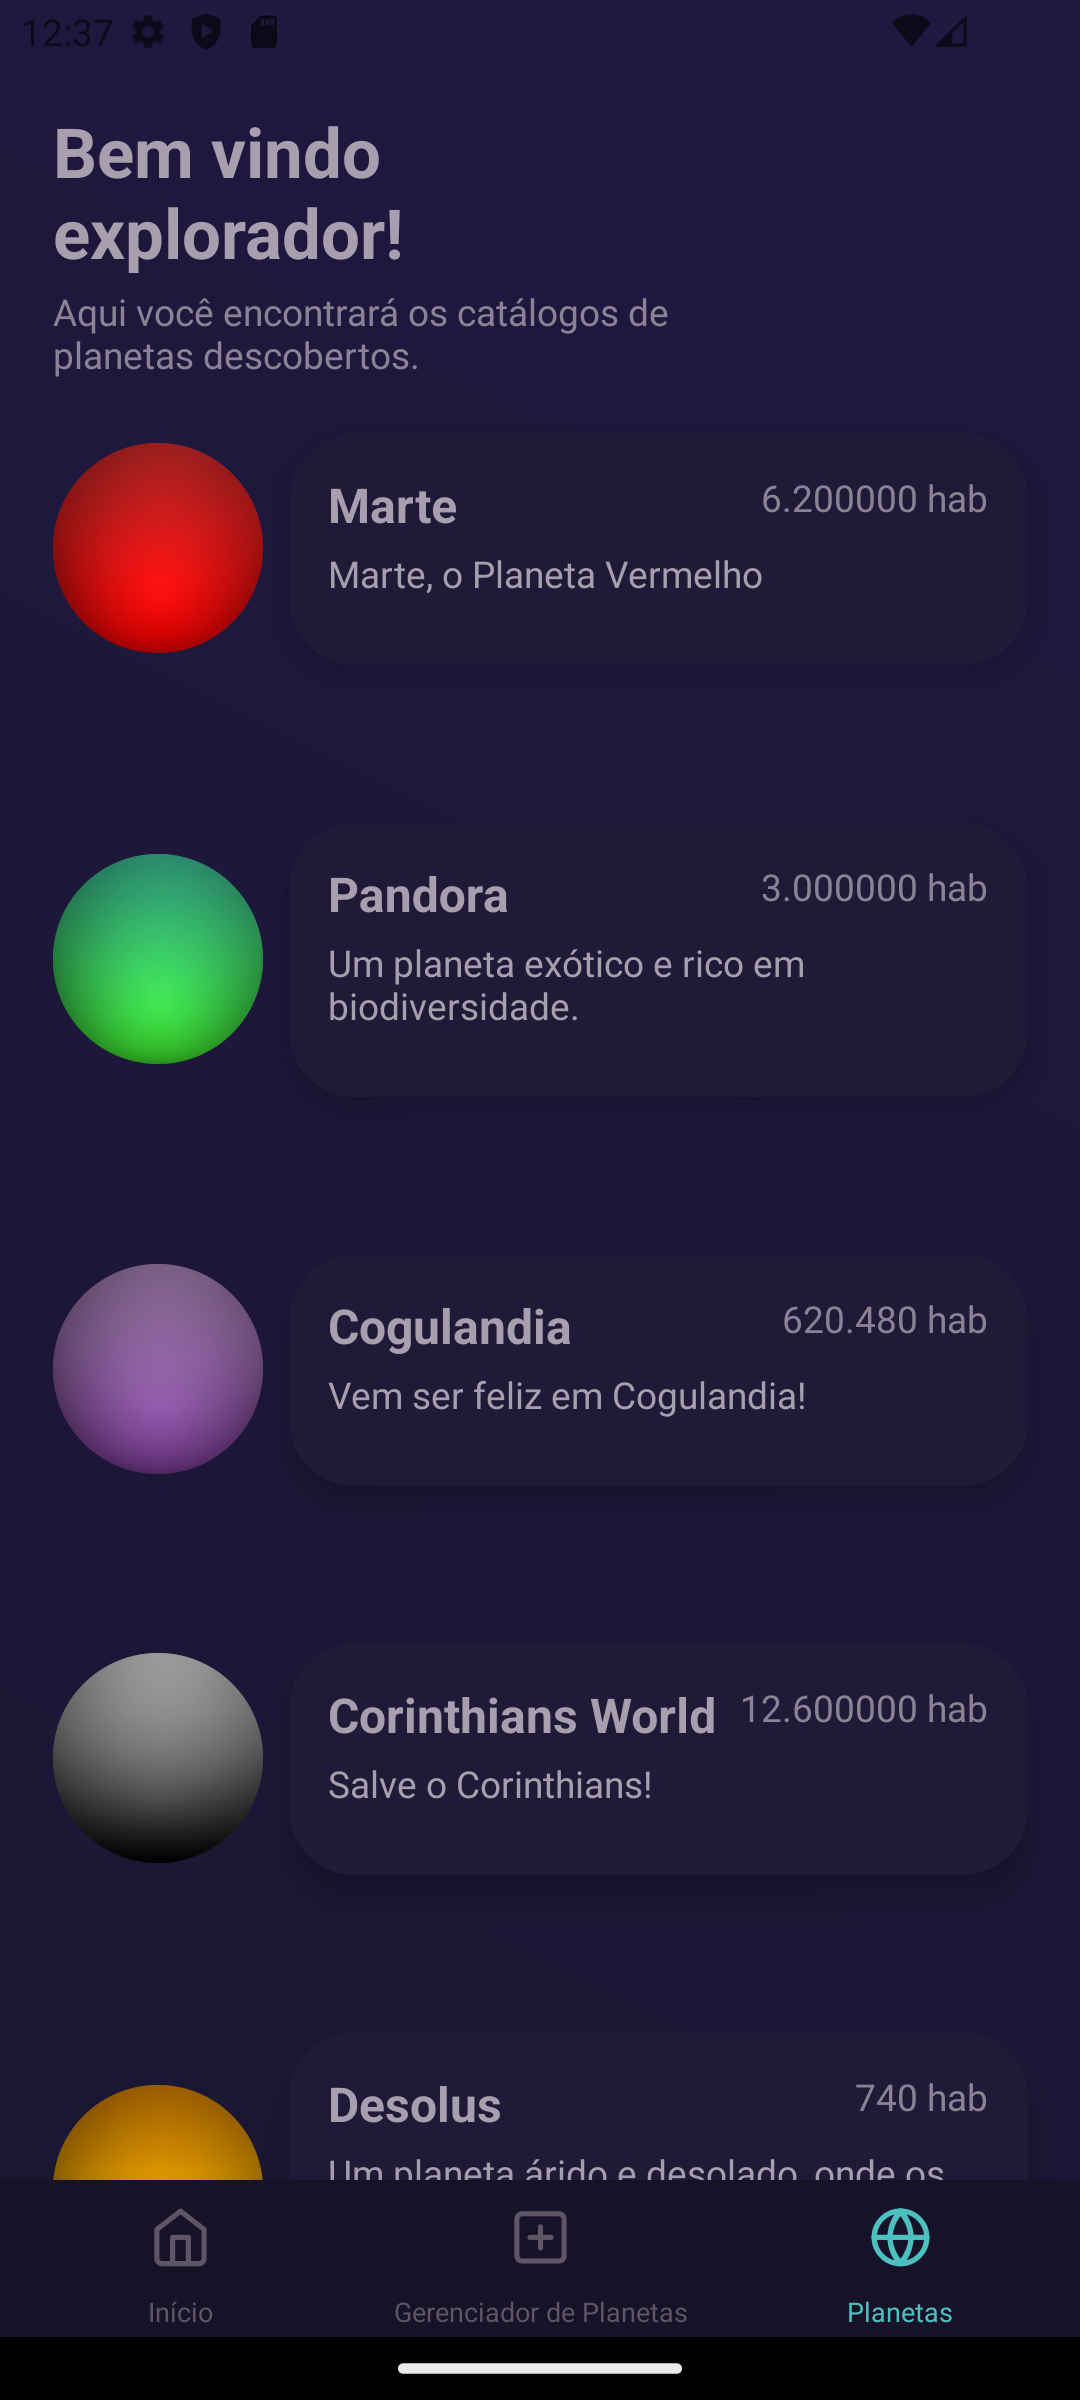 12:37
Bem vindo
explorador!
Aqui você encontrará os catálogos de
planetas descobertos.
Marte
6.200000 hab
Marte, o Planeta Vermelho
Pandora
3.000000 hab
Um planeta exótico e rico em
biodiversidade.
Cogulandia
620.480 hab
Vem ser feliz em Cogulandia!
Corinthians World
12.600000 hab
Salve o Corinthians!
Desolus
740 hab
Um planeta árido e desolado, onde os
Início
Gerenciador de Planetas
Planetas